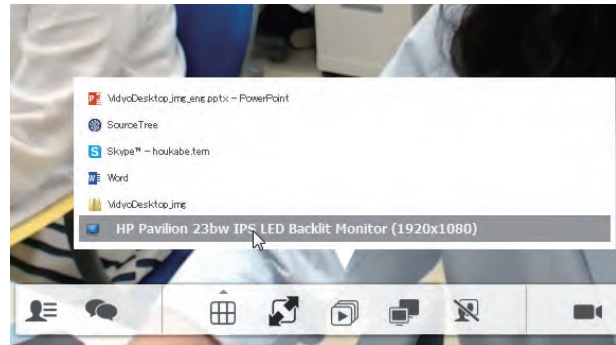 VidyoDesktop_img_eng.pptx - PowerPoint
SourceTree
Skype™ - houkabe.tem
Word
VidyoDesktop_img
HP Pavilion 23bw IPS LED Backlit Monitor (1920x1080)